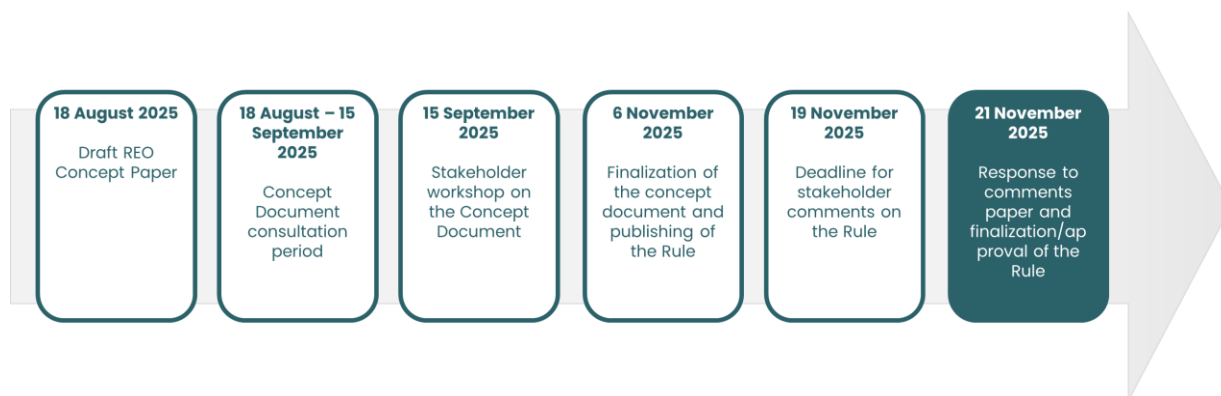 18 August 2025
Draft REO
Concept Paper
18 August – 15
September
2025
Concept
Document
consultation
period
15 September
2025
Stakeholder
workshop on
the Concept
Document
6 November
2025
Finalization of
the concept
document and
publishing of
the Rule
19 November
2025
Deadline for
stakeholder
comments on
the Rule
21 November
2025
Response to
comments
paper and
finalization/ap
proval of the
Rule